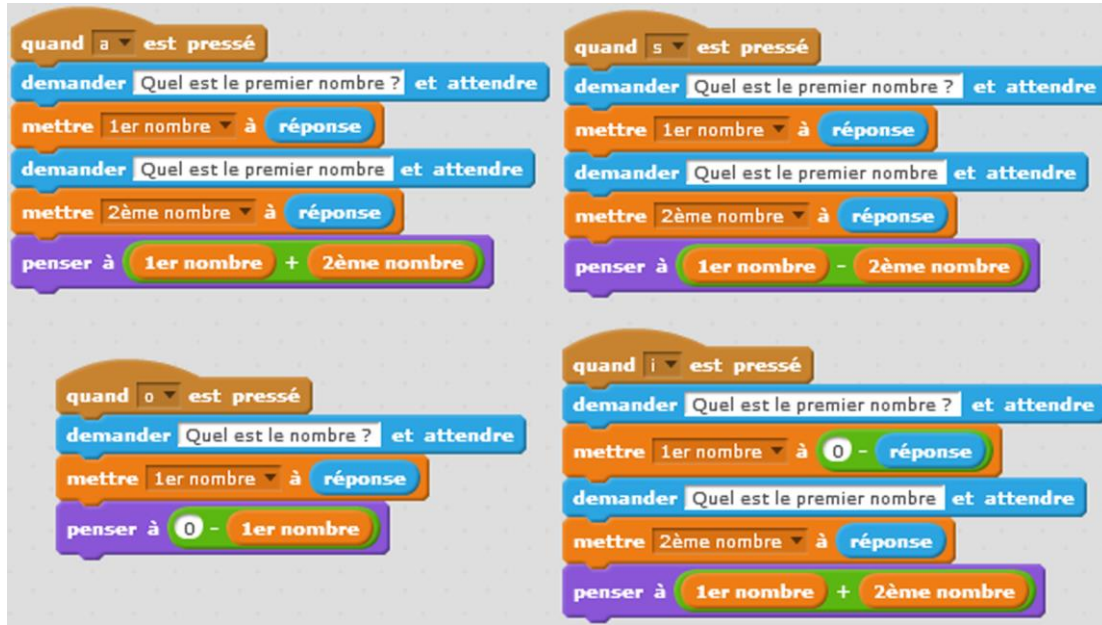 quand a est pressé
demander Quel est le premier nombre ? et attendre
mettre 1er nombre à réponse
demander Quel est le premier nombre et attendre
mettre 2ème nombre à réponse
penser à 1er nombre + 2ème nombre
quand s est pressé
demander Quel est le premier nombre ? et attendre
mettre 1er nombre à réponse
demander Quel est le premier nombre et attendre
mettre 2ème nombre à réponse
penser à 1er nombre - 2ème nombre
quand o est pressé
demander Quel est le nombre ? et attendre
mettre 1er nombre à réponse
penser à 0 - 1er nombre
quand i est pressé
demander Quel est le premier nombre ? et attendre
mettre 1er nombre à 0 - réponse
demander Quel est le premier nombre et attendre
mettre 2ème nombre à réponse
penser à 1er nombre + 2ème nombre